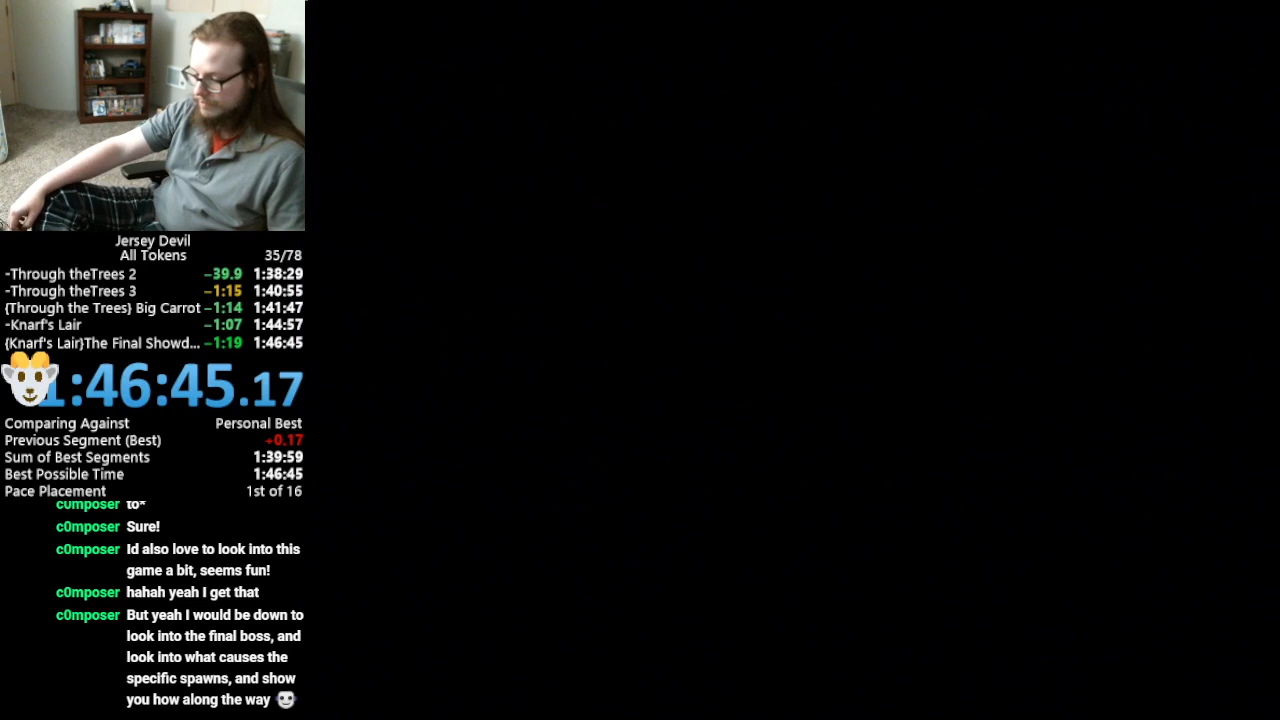 Jersey Devil
All Tokens 35/78
-Through theTrees 2 −39.9 1:38:29
-Through theTrees 3 −1:15 1:40:55
{Through the Trees} Big Carrot −1:14 1:41:47
-Knarf's Lair −1:07 1:44:57
{Knarf's Lair}The Final Showd... −1:19 1:46:45
1:46:45.17
Comparing Against Personal Best
Previous Segment (Best) +0.17
Sum of Best Segments 1:39:59
Best Possible Time 1:46:45
Pace Placement 1st of 16
c0mposer to*
c0mposer Sure!
c0mposer Id also love to look into this
game a bit, seems fun!
c0mposer hahah yeah I get that
c0mposer But yeah I would be down to
look into the final boss, and
look into what causes the
specific spawns, and show
you how along the way